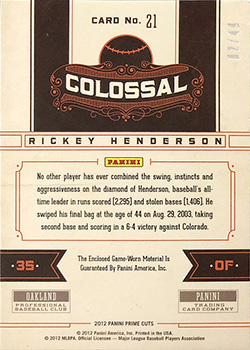 CARD No. 21
COLOSSAL
RICKEY HENDERSON
PANINI
No other player has ever combined the swing, instincts and
aggressiveness on the diamond of Henderson, baseball's all-
time leader in runs scored [2,295] and stolen bases [1,406]. He
swiped his final bag at the age of 44 on Aug. 29, 2003, taking
second base and scoring in a 6-4 victory against Colorado.
35
The Enclosed Game-Worn Material Is
Guaranteed By Panini America, Inc.
OF
OAKLAND
PROFESSIONAL
BASEBALL CLUB
PANINI
TRADING
CARD COMPANY
2012 PANINI PRIME CUTS
© 2012 Panini America, Inc. Printed in the USA.
© 2012 MLBPA. Official Licensee — Major League Baseball Players Association